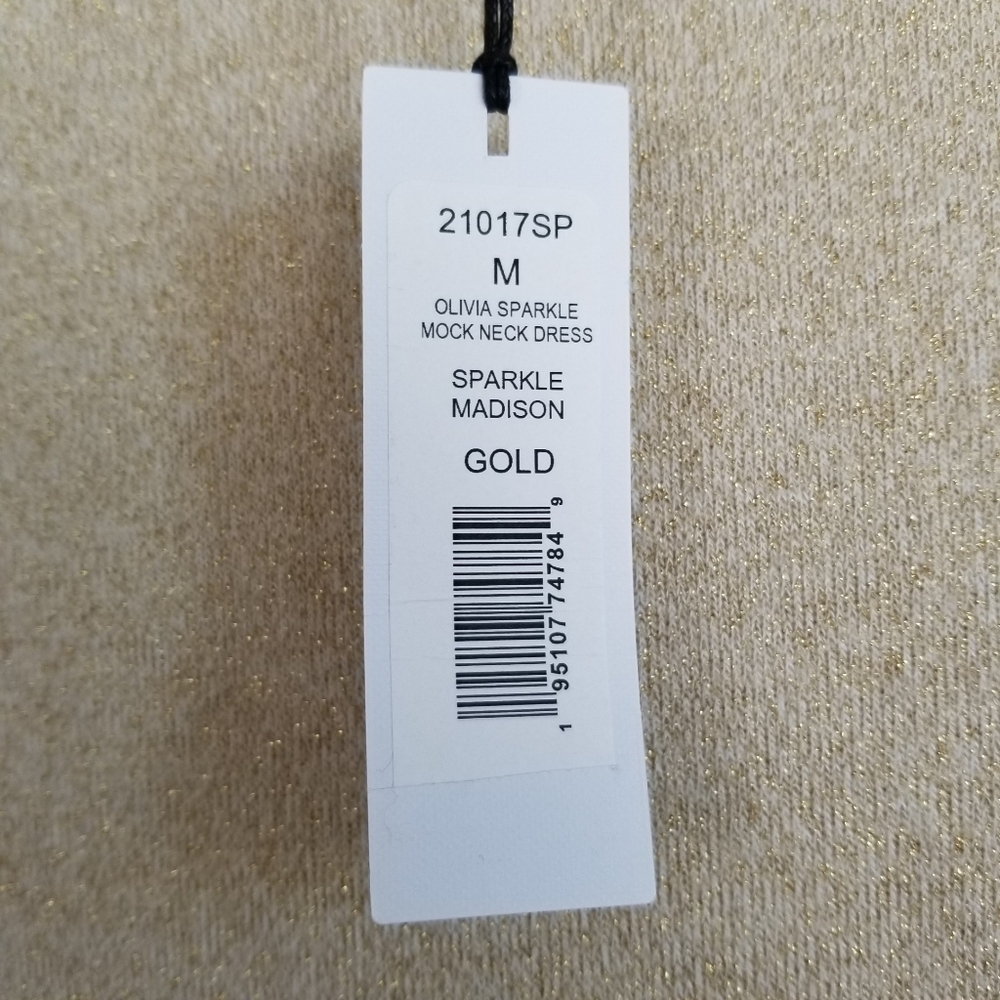 21017SP
M
OLIVIA SPARKLE
MOCK NECK DRESS
SPARKLE
MADISON
GOLD
1 95107 74784 9